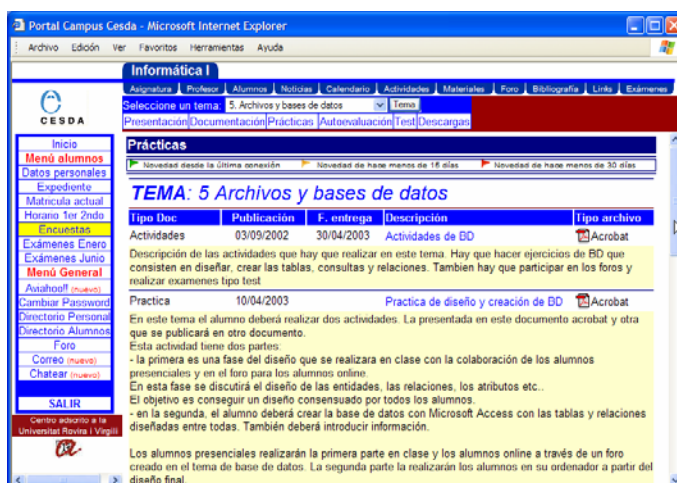 Portal Campus Cesda - Microsoft Internet Explorer
Archivo Edición Ver Favoritos Herramientas Ayuda
Informática I
Asignatura Profesor Alumnos Noticias Calendario Actividades Materiales Foro Bibliografía Links Exámenes
Seleccione un tema: 5. Archivos y bases de datos Tema
Presentación Documentación Prácticas Autoevaluación Test Descargas
CESDA
Inicio
Menú alumnos
Datos personales
Expediente
Matricula actual
Horario 1er 2ndo
Encuestas
Exámenes Enero
Exámenes Junio
Menú General
Aviahoo!! (nuevo)
Cambiar Password
Directorio Personal
Directorio Alumnos
Foro
Correo (nuevo)
Chatear (nuevo)
SALIR
Centro adscrito a la
Universitat Rovira i Virgili
Prácticas
Novedad desde la última conexión Novedad de hace menos de 15 días Novedad de hace menos de 30 días
TEMA: 5 Archivos y bases de datos
Tipo Doc Publicación F. entrega Descripción Tipo archivo
Actividades 03/09/2002 30/04/2003 Actividades de BD Acrobat
Descripción de las actividades que hay que realizar en este tema. Hay que hacer ejercicios de BD que
consisten en diseñar, crear las tablas, consultas y relaciones. Tambien hay que participar en los foros y
realizar examenes tipo test
Practica 10/04/2003 Practica de diseño y creación de BD Acrobat
En este tema el alumno deberá realizar dos actividades. La presentada en este documento acrobat y otra
que se publicará en otro documento.
Esta actividad tiene dos partes:
- la primera es una fase del diseño que se realizara en clase con la colaboración de los alumnos
presenciales y en el foro para los alumnos online.
En esta fase se discutirá el diseño de las entidades, las relaciones, los atributos etc..
El objetivo es conseguir un diseño consensuado por todos los alumnos.
- en la segunda, el alumno deberá crear la base de datos con Microsoft Access con las tablas y relaciones
diseñadas entre todas. También deberá introducir información.
Los alumnos presenciales realizarán la primera parte en clase y los alumnos online a través de un foro
creado en el tema de base de datos. La segunda parte la realizarán los alumnos en su ordenador a partir del
diseño final.